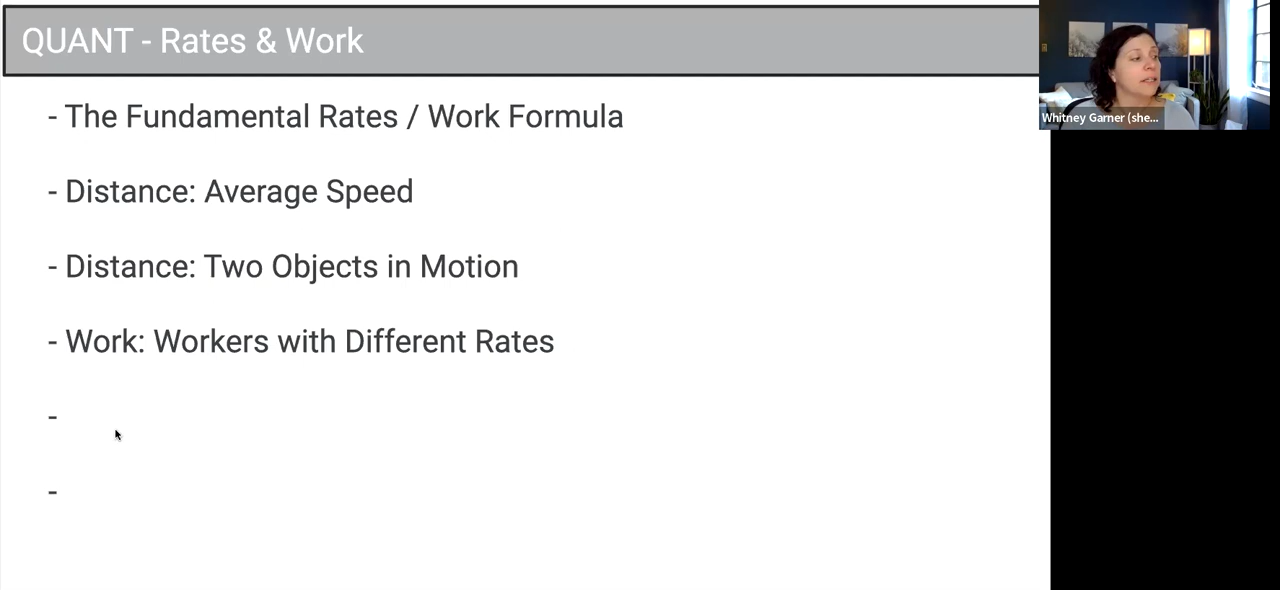 QUANT - Rates & Work
Whitney Garner (she...
- The Fundamental Rates / Work Formula
- Distance: Average Speed
- Distance: Two Objects in Motion
- Work: Workers with Different Rates
-
-